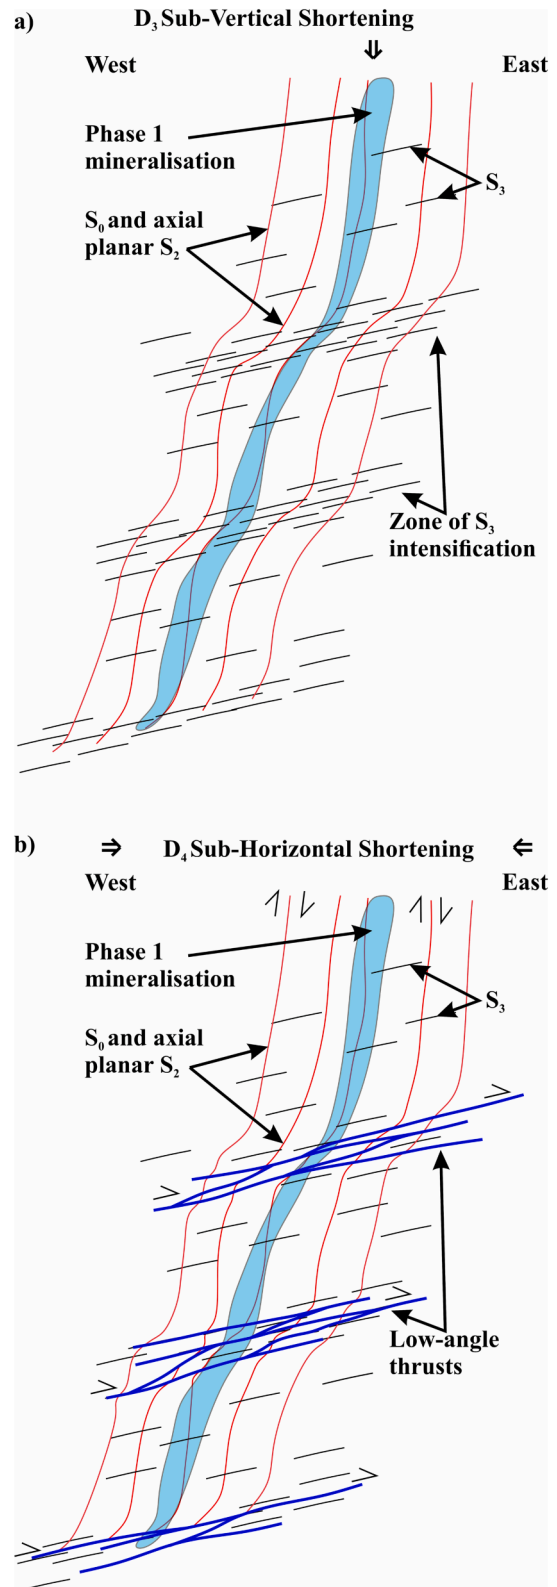 a)
D₃ Sub-Vertical Shortening
West
East
Phase 1
mineralisation
S₃
S₀ and axial
planar S₂
Zone of S₃
intensification
b)
D₄ Sub-Horizontal Shortening
West
East
Phase 1
mineralisation
S₃
S₀ and axial
planar S₂
Low-angle
thrusts